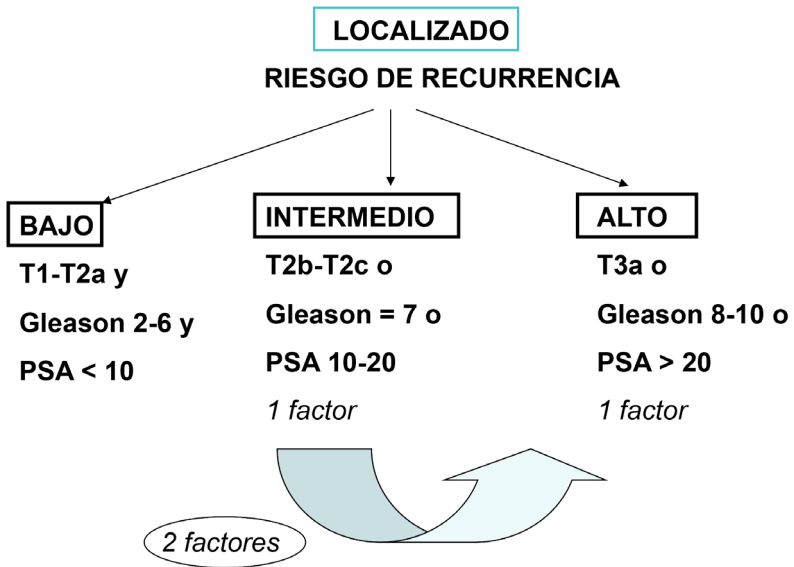 LOCALIZADO
RIESGO DE RECURRENCIA
BAJO
T1-T2a y
Gleason 2-6 y
PSA < 10
INTERMEDIO
T2b-T2c o
Gleason = 7 o
PSA 10-20
1 factor
ALTO
T3a o
Gleason 8-10 o
PSA > 20
1 factor
2 factores